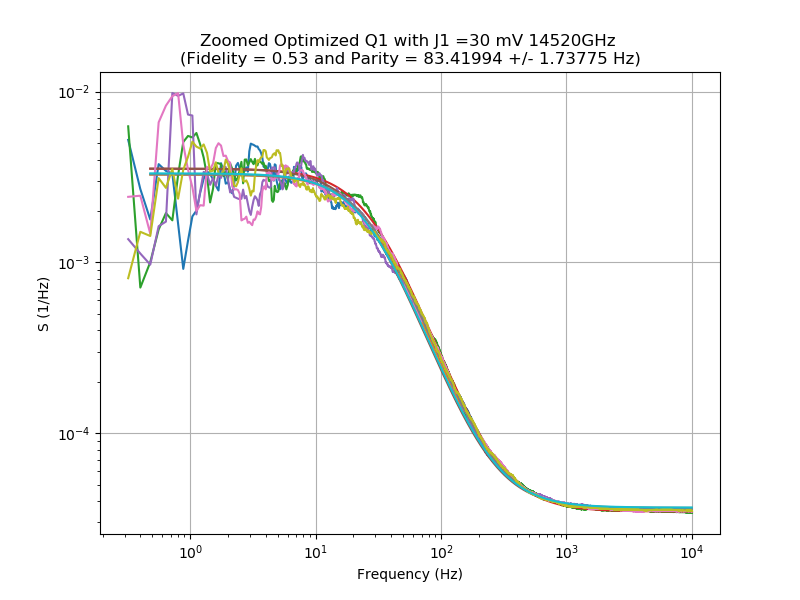 Zoomed Optimized Q1 with J1 =30 mV 14520GHz
(Fidelity = 0.53 and Parity = 83.41994 +/- 1.73775 Hz)
S (1/Hz)
10⁻²
10⁻³
10⁻⁴
10⁰ 10¹ 10² 10³ 10⁴
Frequency (Hz)